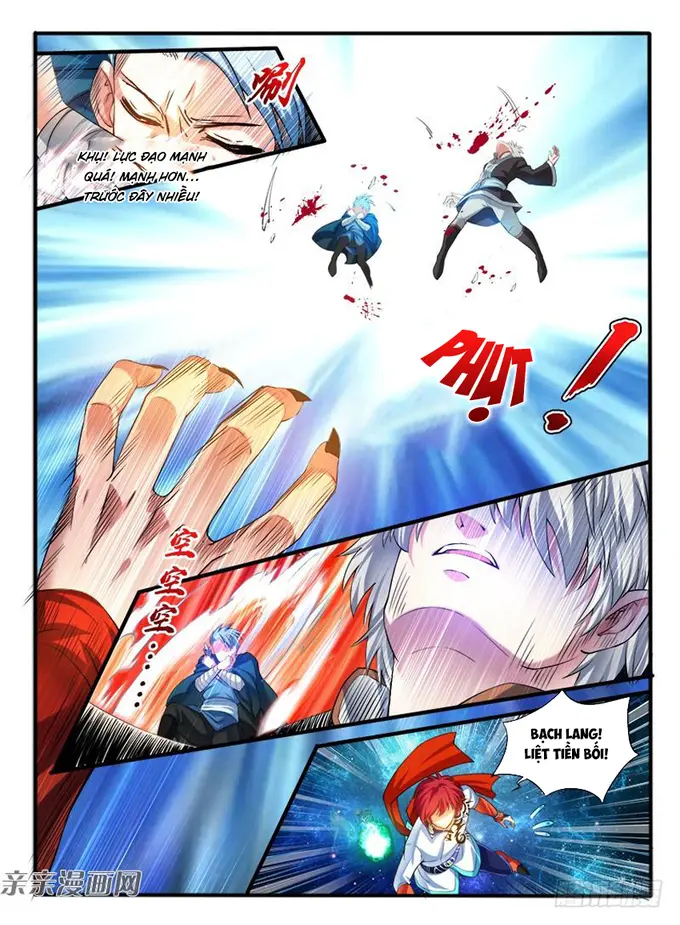 唰
KHỤ! LỰC ĐẠO MẠNH
QUÁ! MẠNH HƠN...
TRƯỚC ĐÂY NHIỀU!
PHỤT!
空空空……
BẠCH LANG!
LIỆT TIỀN BỐI!
亲亲漫画网